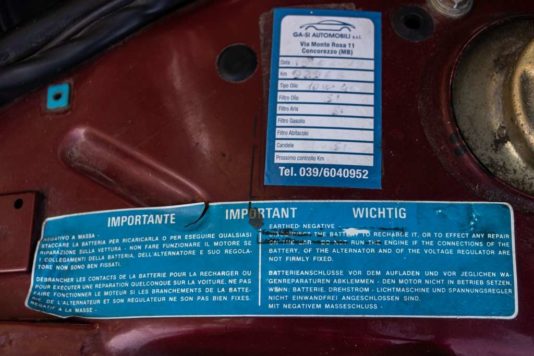 GA-SI AUTOMOBILI s.r.l.
Via Monte Rosa 11
Concorezzo (MB)
Data
Km
Tipo Olio
Filtro Olio
Filtro Aria
Filtro Gasolio
Filtro Abitacolo
Candele
Prossimo controllo Km
Tel. 039/6040952
IMPORTANTE IMPORTANT WICHTIG
NEGATIVO A MASSA -
STACCARE LA BATTERIA PER RICARICARLA O PER ESEGUIRE QUALSIASI
RIPARAZIONE SULLA VETTURA - NON FARE FUNZIONARE IL MOTORE SE
I COLLEGAMENTI DELLA BATTERIA, DELL'ALTERNATORE E SUO REGOLA-
TORE NON SONO BEN FISSATI.
DÉBRANCHER LES CONTACTS DE LA BATTERIE POUR LA RECHARGER OU
POUR EXÉCUTER UNE REPARATION QUELCONQUE SUR LA VOITURE. NE PAS
FAIRE FONCTIONNER LE MOTEUR SI LES BRANCHEMENTS DE LA BATTE-
DE L'ALTERNATOR ET SON REGULATEUR NE SON PAS BIEN FIXES.
A LA MASSE -
EARTHED NEGATIVE
THE BATTERY TO RECHARGE IT, OR TO EFFECT ANY REPAIR
DO NOT RUN THE ENGINE IF THE CONNECTIONS OF THE
BATTERY, OF THE ALTERNATOR AND OF THE VOLTAGE REGULATOR ARE
NOT FIRMLY FIXED.
BATTERIEANSCHLÜSSE VOR DEM AUFLADEN UND VOR JEGLICHEN WA-
GENREPARATUREN ABKLEMMEN - DEN MOTOR NICHT IN BETRIEB SETZEN,
WENN: BATTERIE, DREHSTROM - LICHTMASCHINE UND SPANNUNGSREGLER
NICHT EINWANDFREI ANGESCHLOSSEN SIND.
MIT NEGATIVEM MASSESCHLUSS -